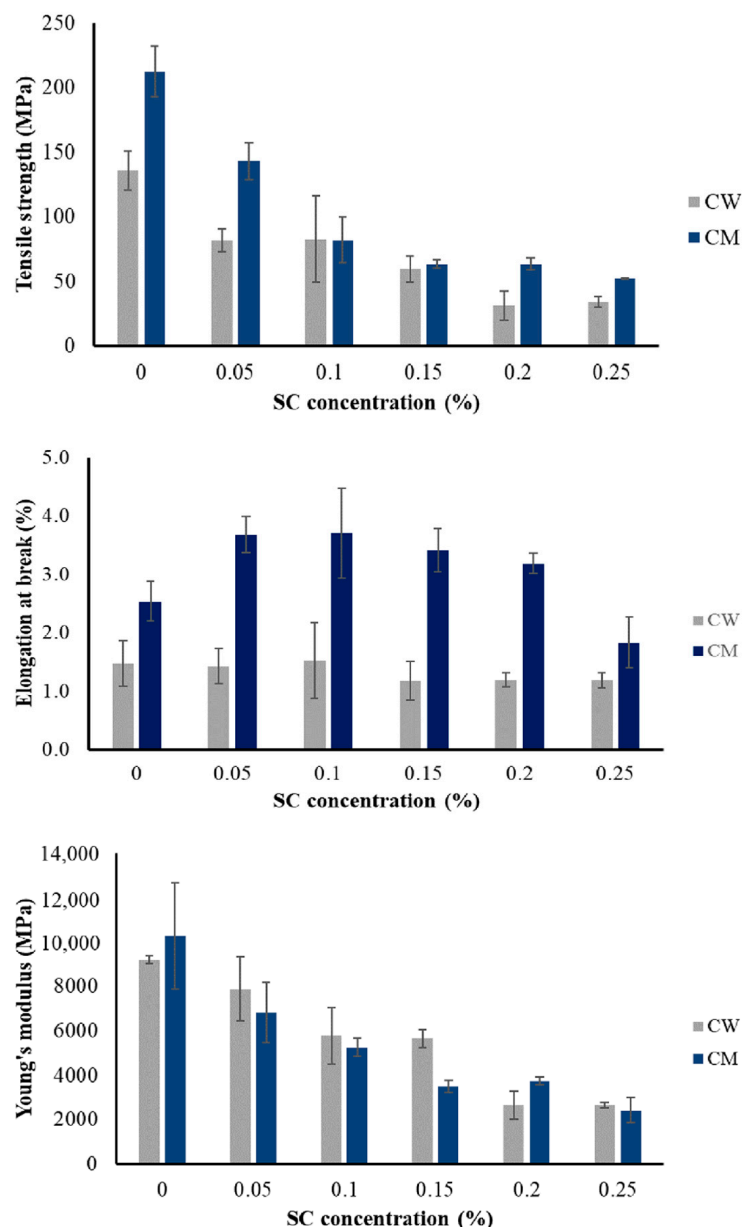 Tensile strength (MPa)
250
200
150
100
50
0
0 0.05 0.1 0.15 0.2 0.25
SC concentration (%)
CW
CM
Elongation at break (%)
5.0
4.0
3.0
2.0
1.0
0.0
0 0.05 0.1 0.15 0.2 0.25
SC concentration (%)
CW
CM
Young's modulus (MPa)
14,000
12,000
10,000
8000
6000
4000
2000
0
0 0.05 0.1 0.15 0.2 0.25
SC concentration (%)
CW
CM